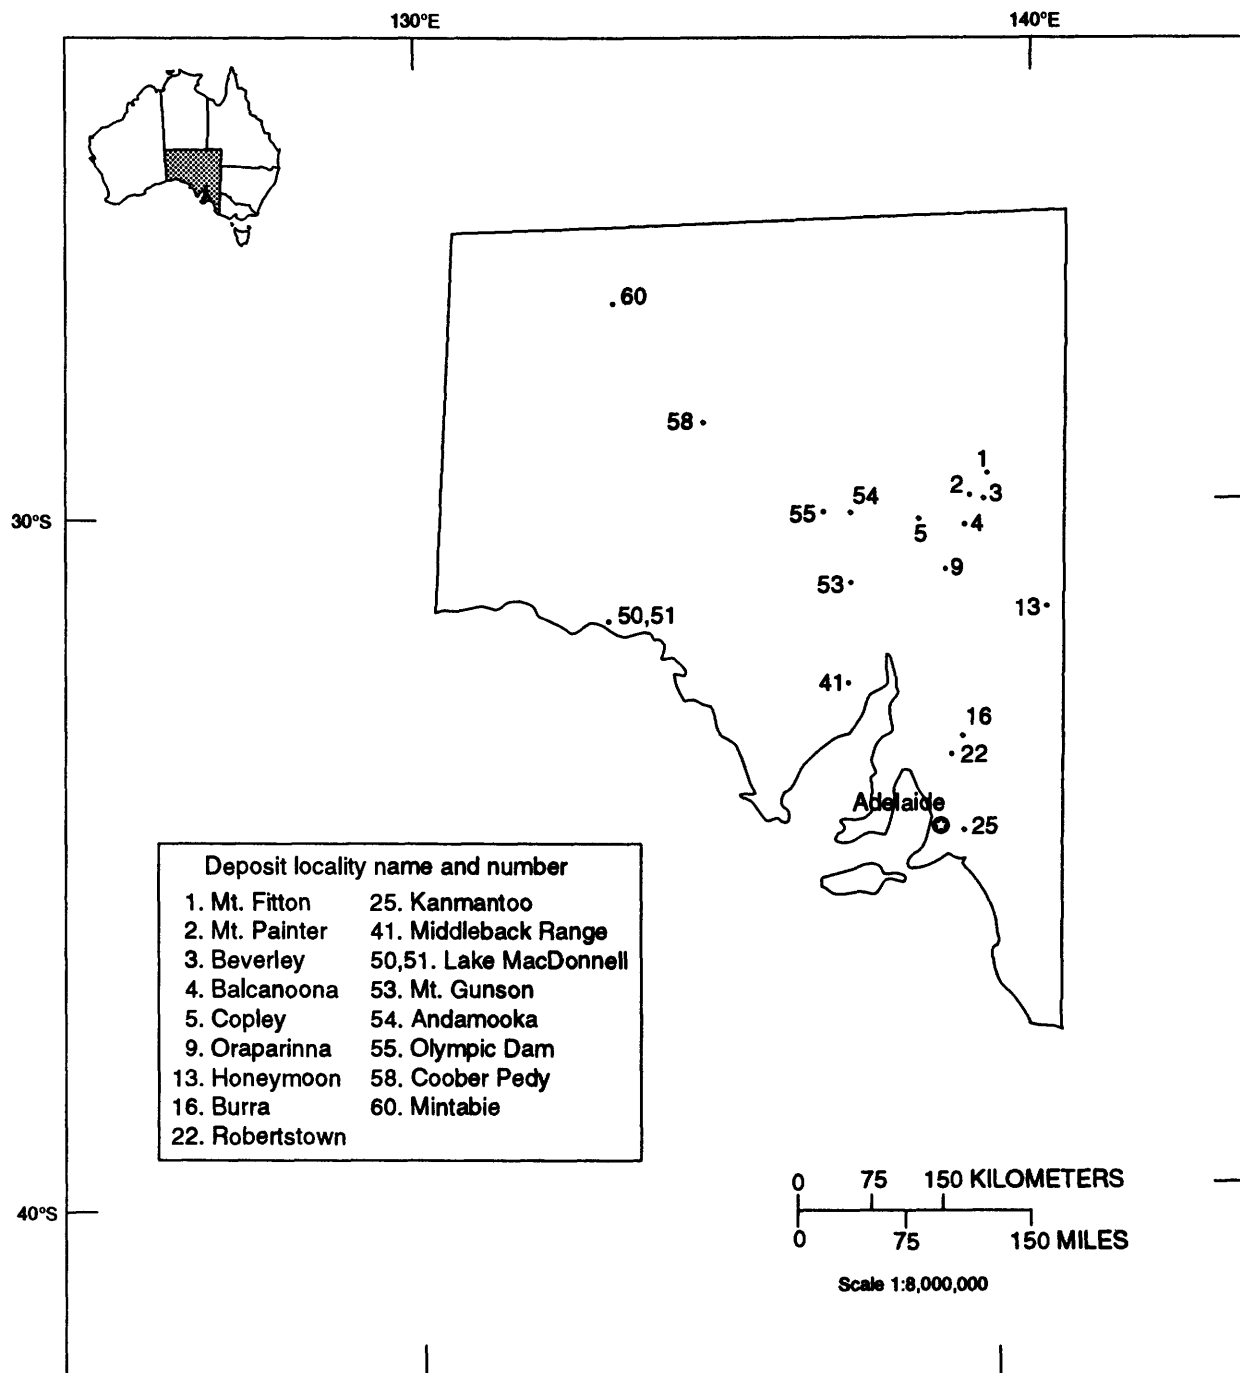 130°E 140°E
60
58
1
2 3
54
30°S 55
5 4
9
53
13
50,51
41
16
22
Adelaide
25
Deposit locality name and number
1. Mt. Fitton 25. Kanmantoo
2. Mt. Painter 41. Middleback Range
3. Beverley 50,51. Lake MacDonnell
4. Balcanoona 53. Mt. Gunson
5. Copley 54. Andamooka
9. Oraparinna 55. Olympic Dam
13. Honeymoon 58. Coober Pedy
16. Burra 60. Mintabie
22. Robertstown
0 75 150 KILOMETERS
40°S
0 75 150 MILES
Scale 1:8,000,000